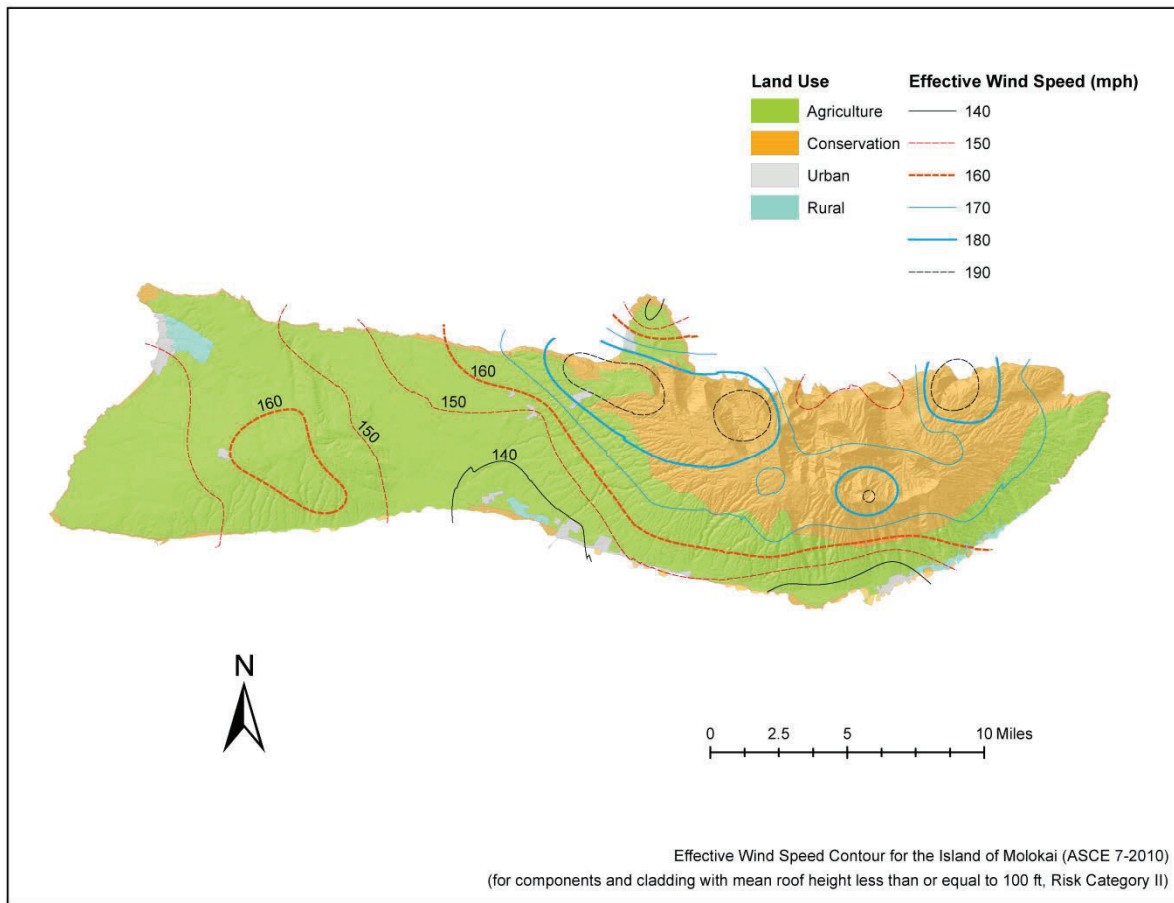 Land Use
Agriculture
Conservation
Urban
Rural
Effective Wind Speed (mph)
140
150
160
170
180
190
160
150
160
150
140
N
0
2.5
5
10 Miles
Effective Wind Speed Contour for the Island of Molokai (ASCE 7-2010)
(for components and cladding with mean roof height less than or equal to 100 ft, Risk Category II)